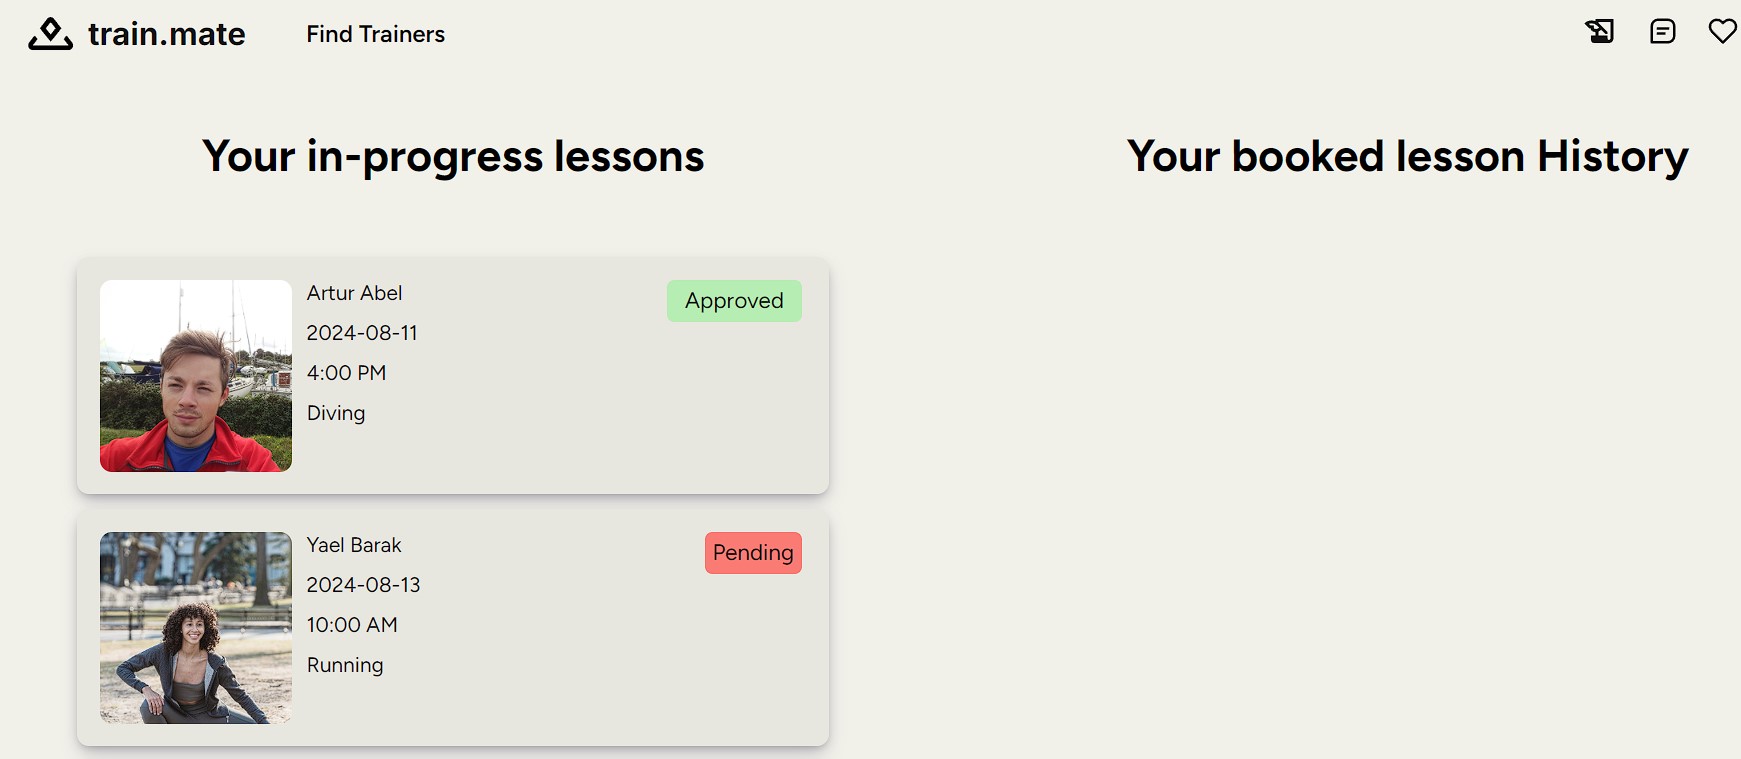 train.mate
Find Trainers
Your in-progress lessons
Your booked lesson History
Artur Abel
Approved
2024-08-11
4:00 PM
Diving
Yael Barak
Pending
2024-08-13
10:00 AM
Running